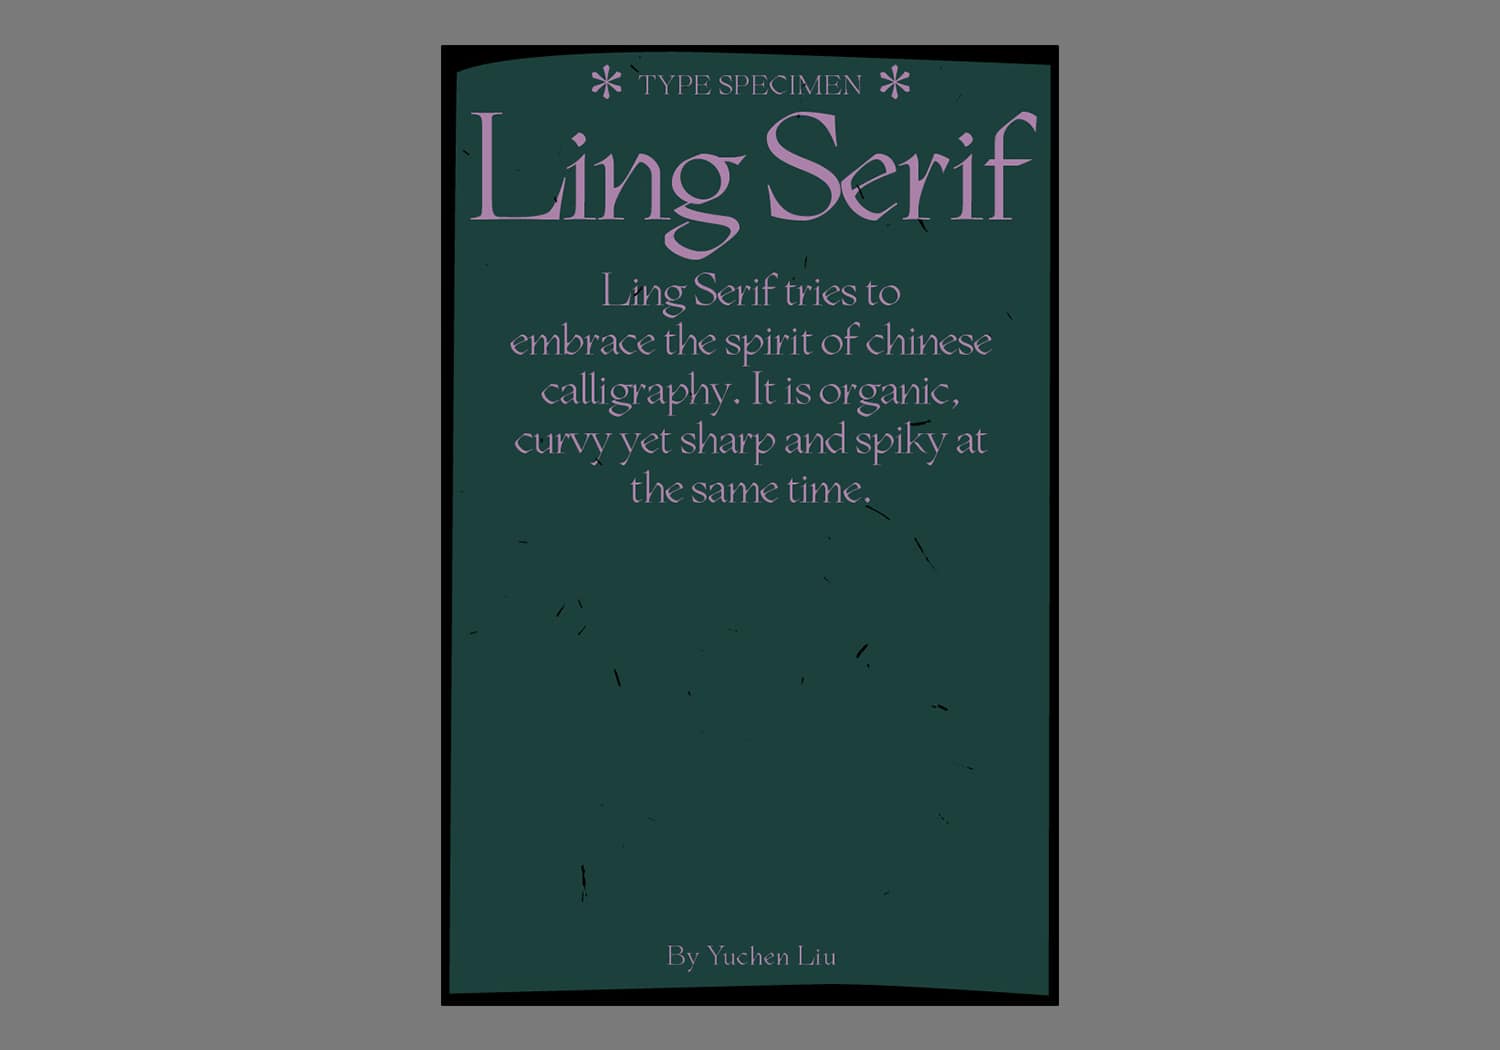 * TYPE SPECIMEN *
Ling Serif
Ling Serif tries to
embrace the spirit of chinese
calligraphy. It is organic,
curvy yet sharp and spiky at
the same time.
By Yuchen Liu